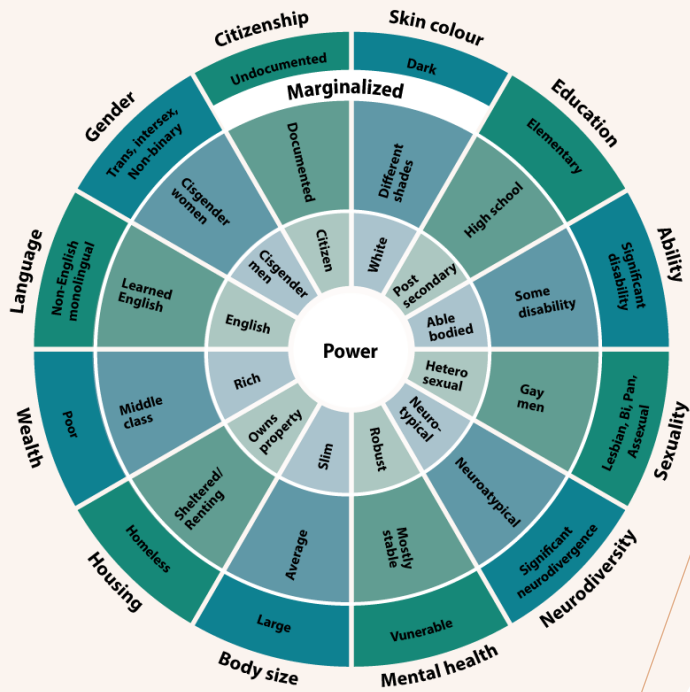 Citizenship
Undocumented
Documented
Citizen
Skin colour
Dark
Different
shades
White
Marginalized
Education
Elementary
High school
Post
secondary
Ability
Significant
disability
Some
disability
Able
bodied
Sexuality
Lesbian, Bi, Pan,
Assexual
Gay
men
Hetero
sexual
Neurodiversity
Significant
neurodivergence
Neuroatypical
Neuro-
typical
Mental health
Vunerable
Mostly
stable
Robust
Body size
Large
Average
Slim
Housing
Homeless
Sheltered/
Renting
Owns
property
Wealth
Poor
Middle
class
Rich
Language
Non-English
monolingual
Learned
English
English
Gender
Trans, intersex,
Non-binary
Cisgender
women
Cisgender
men
Power